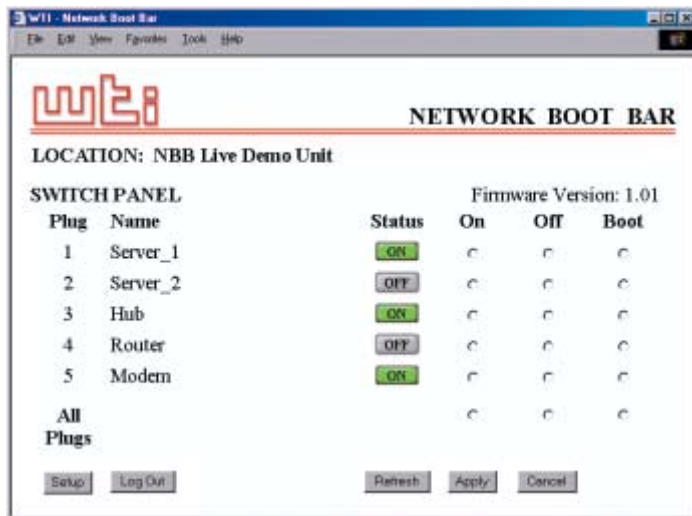 WTI - Network Boot Bar
File Edit View Favorites Tools Help
wti
NETWORK BOOT BAR
LOCATION: NBB Live Demo Unit
SWITCH PANEL Firmware Version: 1.01
Plug Name Status On Off Boot
1 Server_1 ON
2 Server_2 OFF
3 Hub ON
4 Router OFF
5 Modem ON
All
Plugs
Setup Log Out Refresh Apply Cancel